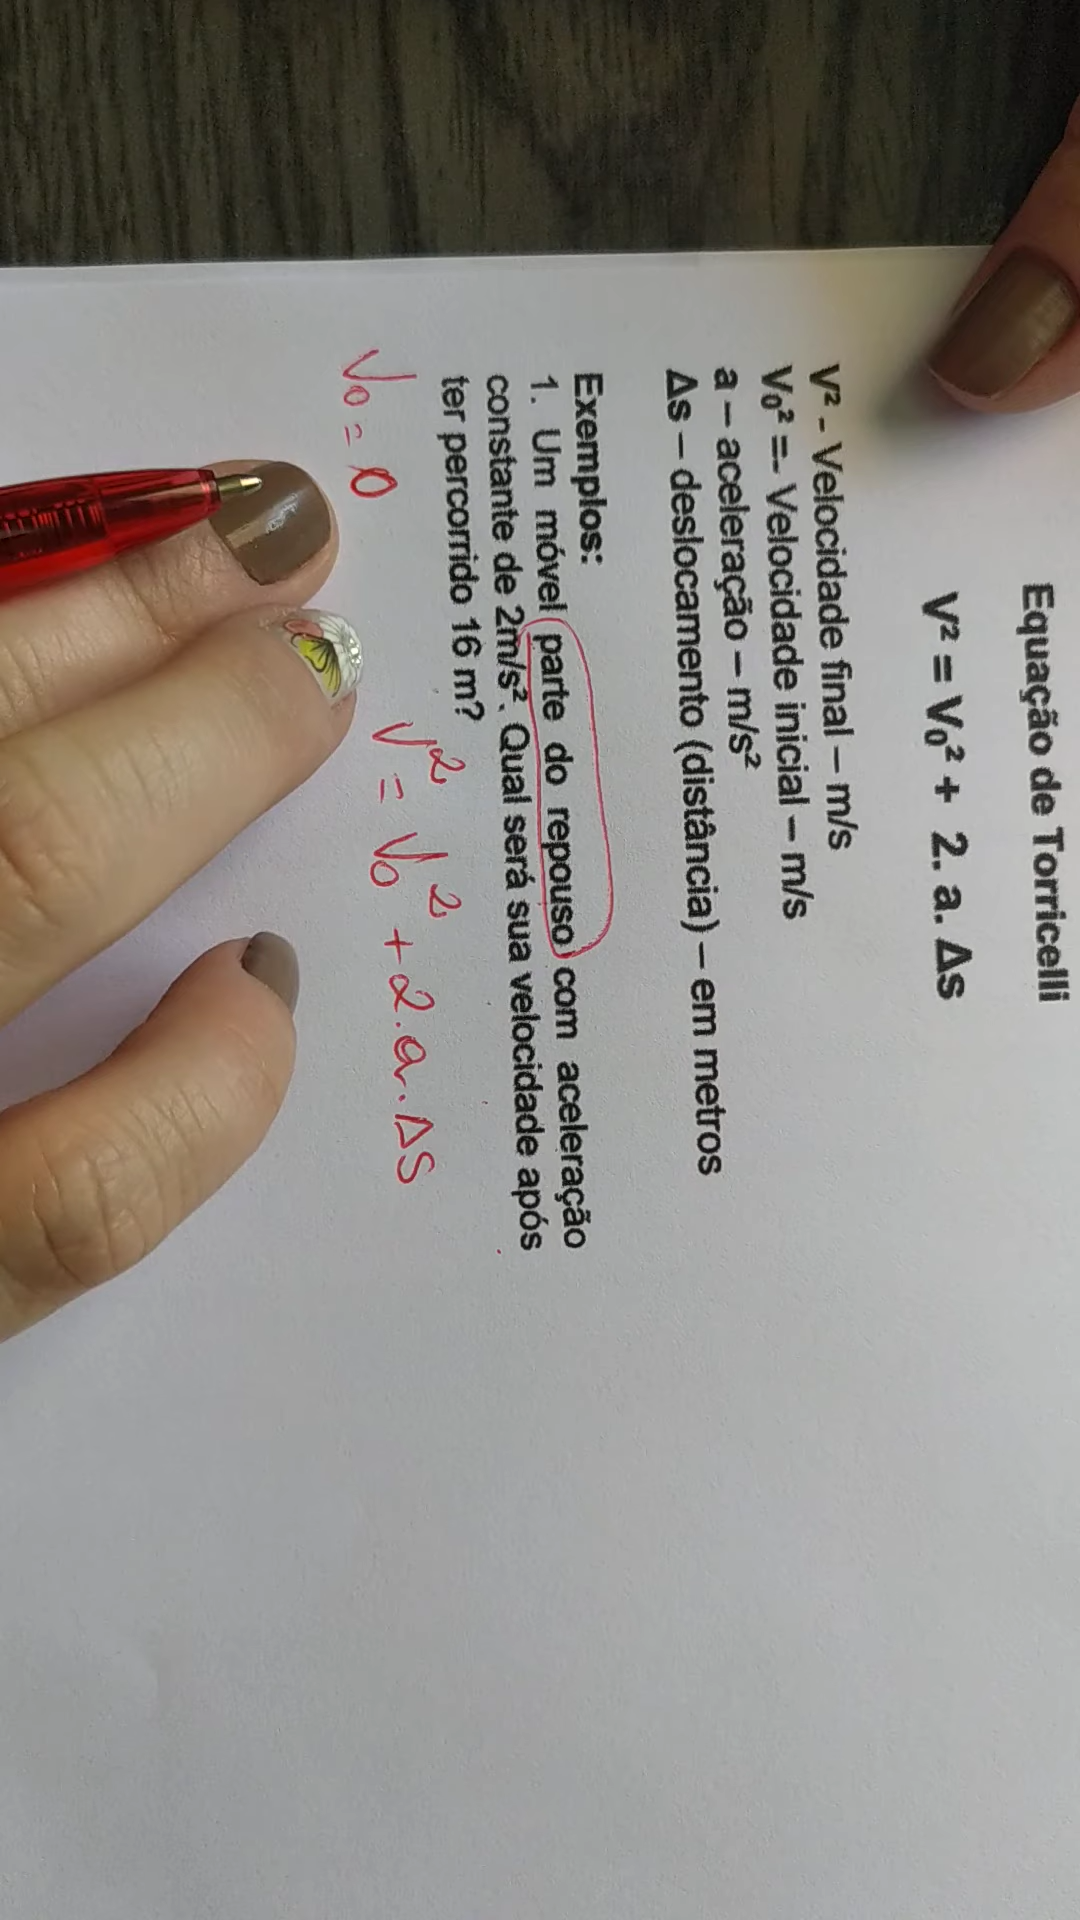 Equação de Torricelli
V² = V₀² + 2. a. Δs
V² - Velocidade final – m/s
V₀² =- Velocidade inicial – m/s
a – aceleração – m/s²
Δs – deslocamento (distância) – em metros
Exemplos:
1. Um móvel parte do repouso com aceleração
constante de 2m/s². Qual será sua velocidade após
ter percorrido 16 m?
V₀ = 0
V² = V₀² + 2.a.ΔS